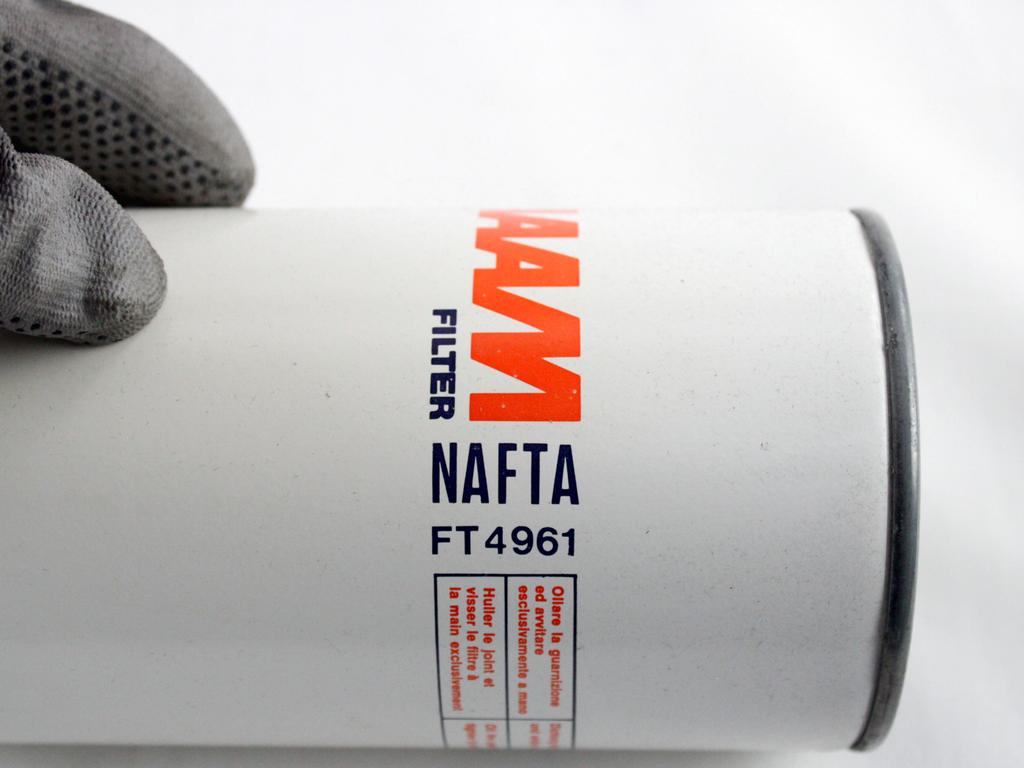 AAM
FILTER
NAFTA
FT4961
Oliare la guarnizione
ed avvitare
esclusivamente a mano
Huiler le joint et
visser le filtre à
la main exclusivement